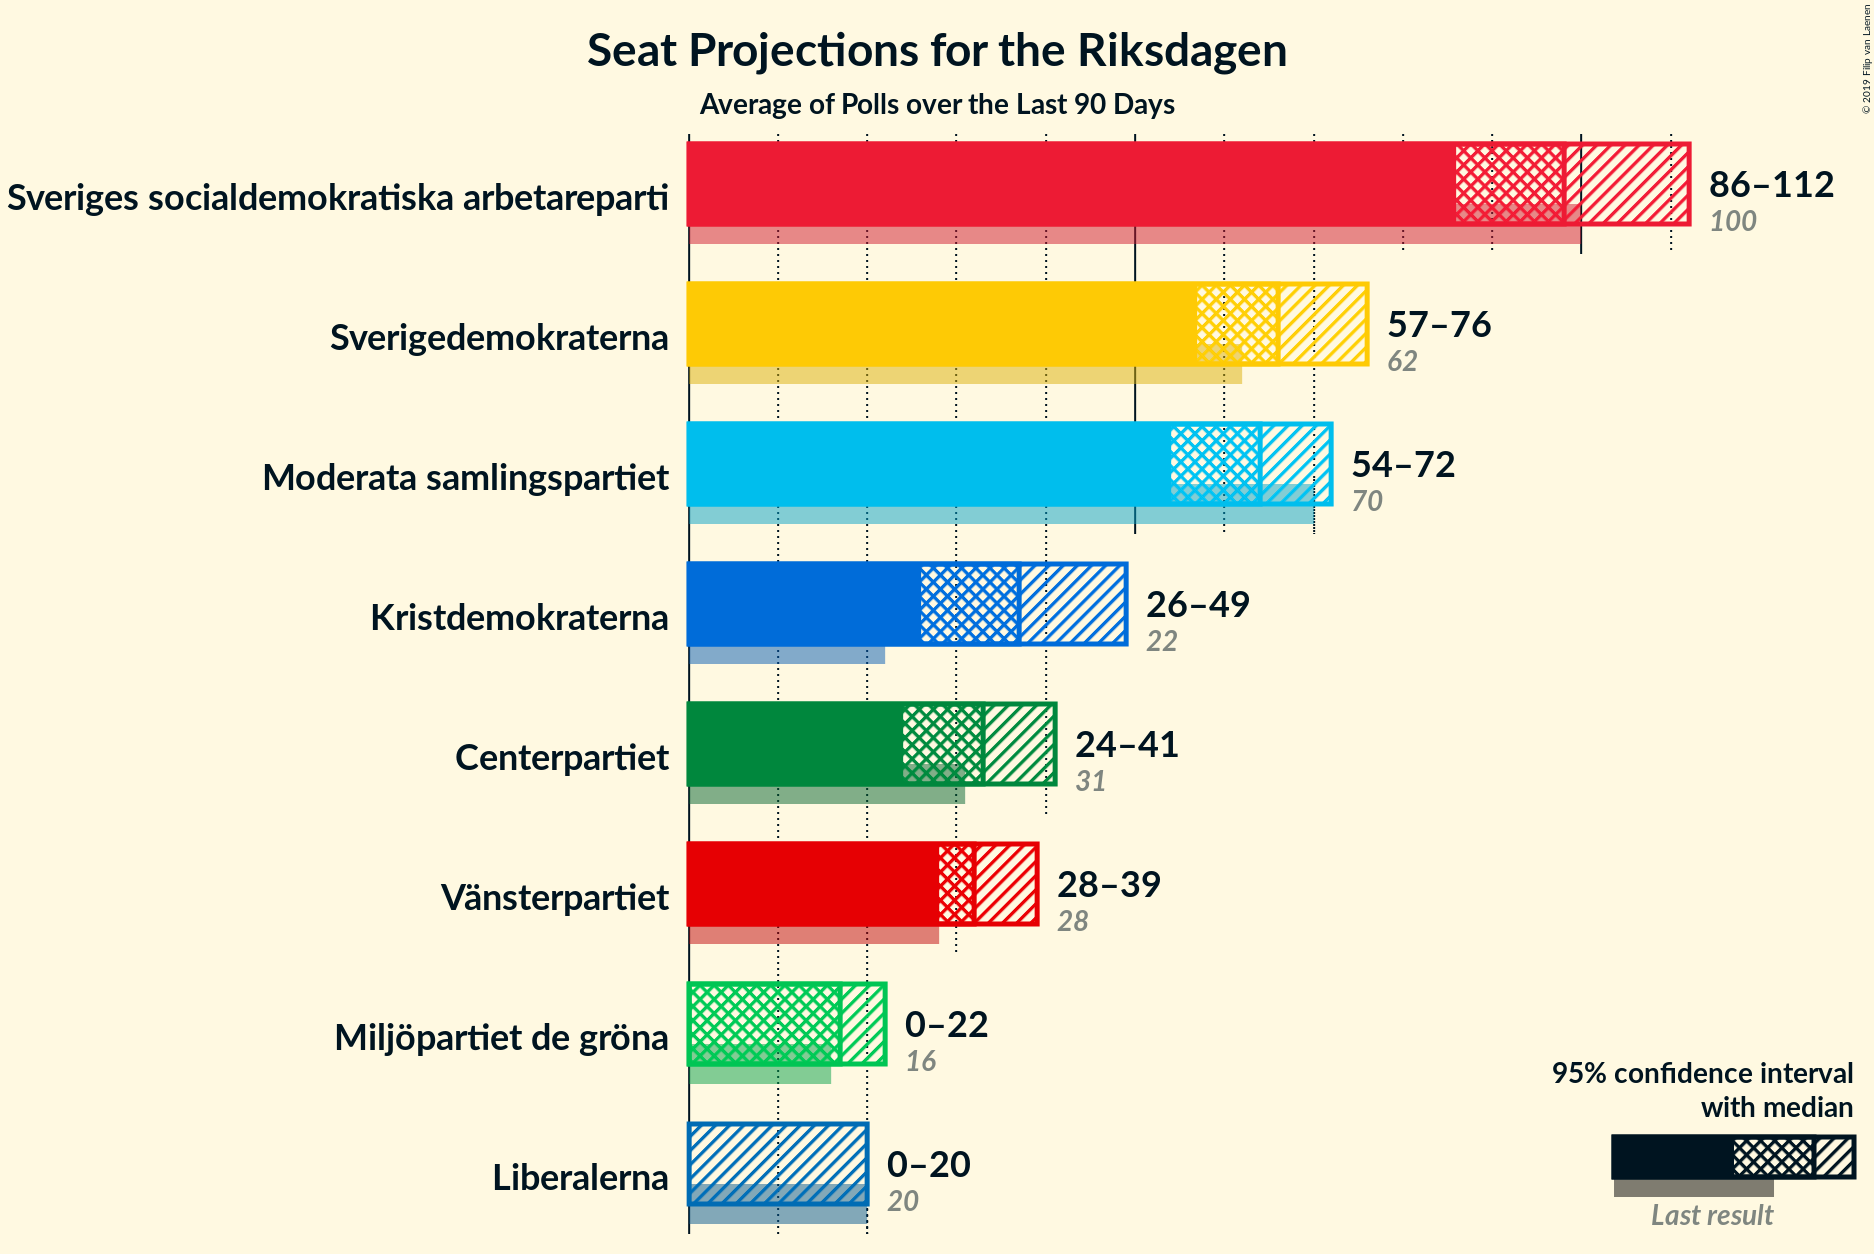 Seat Projections for the Riksdagen
Average of Polls over the Last 90 Days
© 2019 Filip van Laenen
Sveriges socialdemokratiska arbetareparti
86–112
100
Sverigedemokraterna
57–76
62
Moderata samlingspartiet
54–72
70
Kristdemokraterna
26–49
22
Centerpartiet
24–41
31
Vänsterpartiet
28–39
28
Miljöpartiet de gröna
0–22
16
Liberalerna
0–20
20
95% confidence interval
with median
Last result